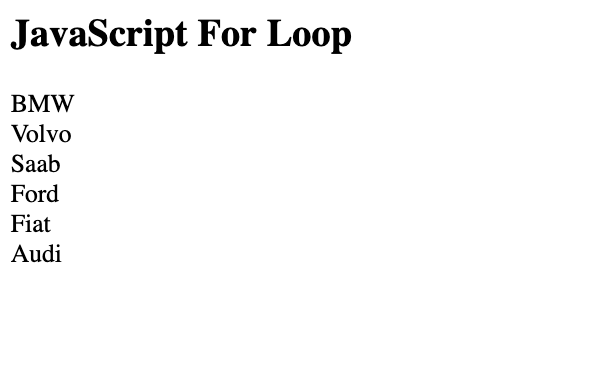 JavaScript For Loop
BMW
Volvo
Saab
Ford
Fiat
Audi